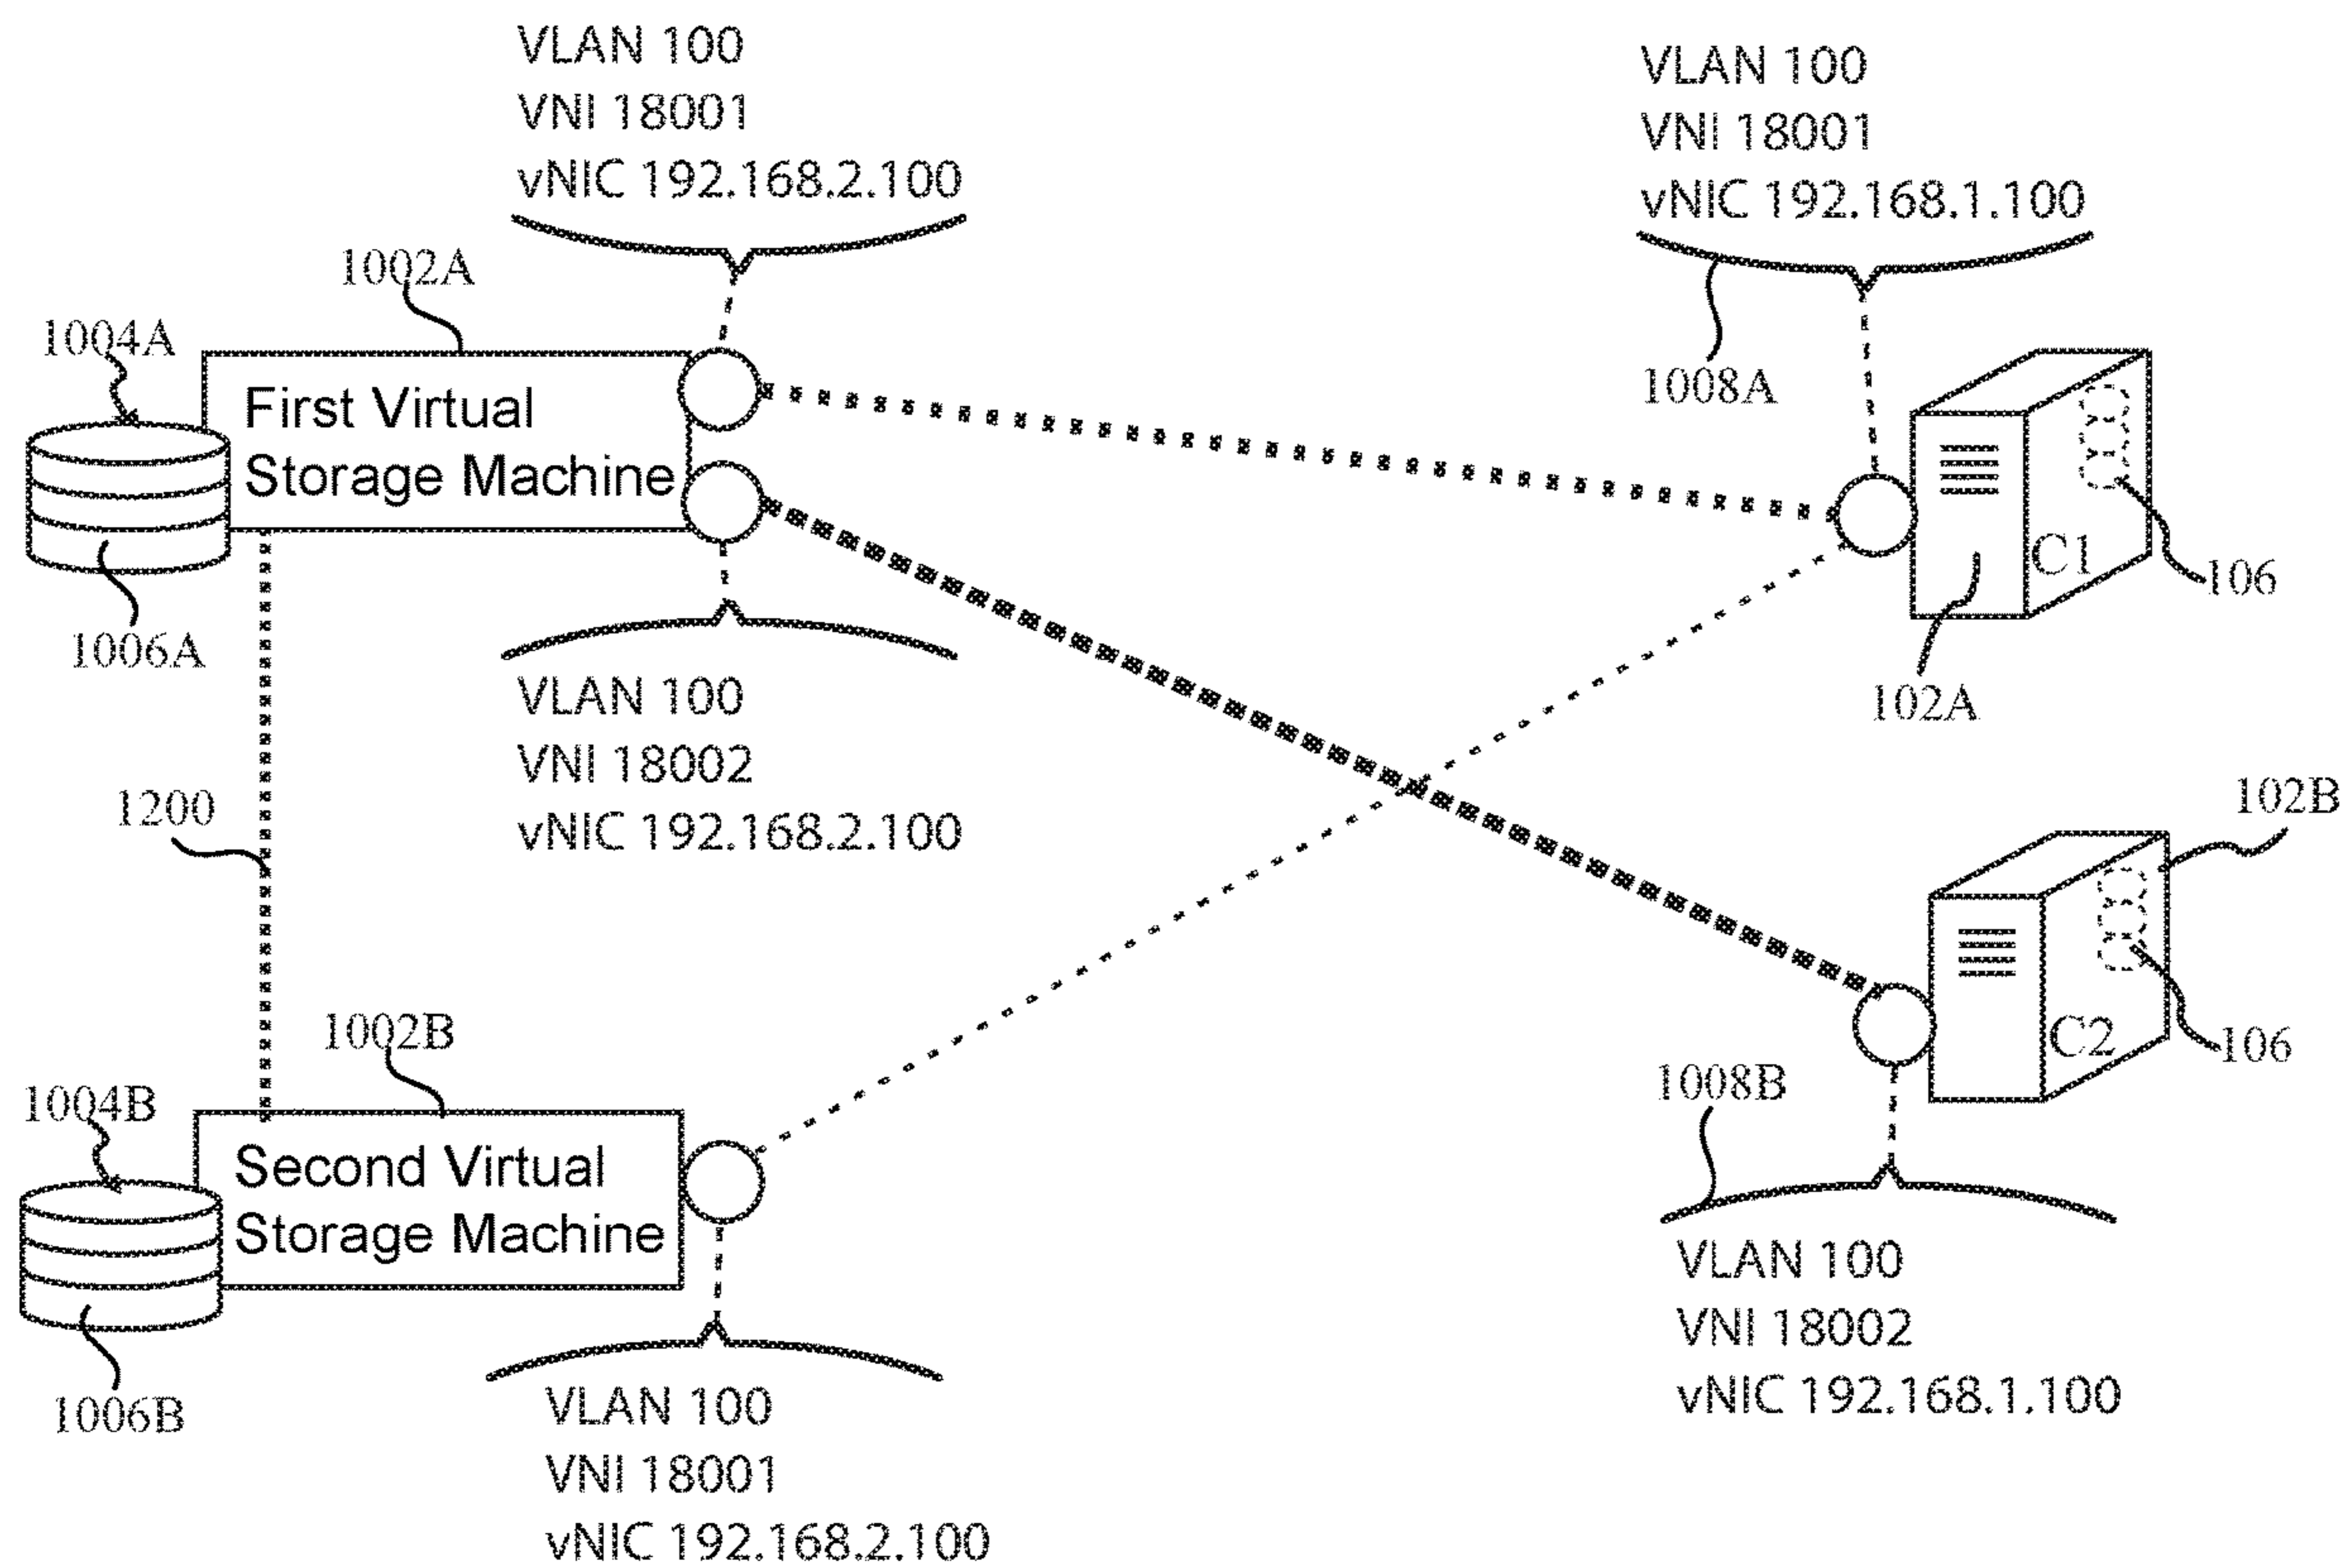 VLAN 100
VNI 18001
vNIC 192.168.2.100
VLAN 100
VNI 18001
vNIC 192.168.1.100
1002A
1004A
First Virtual
Storage Machine
1006A
1008A
C1
106
102A
VLAN 100
VNI 18002
vNIC 192.168.2.100
1200
102B
1002B
1004B
Second Virtual
Storage Machine
1006B
C2
106
1008B
VLAN 100
VNI 18002
vNIC 192.168.1.100
VLAN 100
VNI 18001
vNIC 192.168.2.100